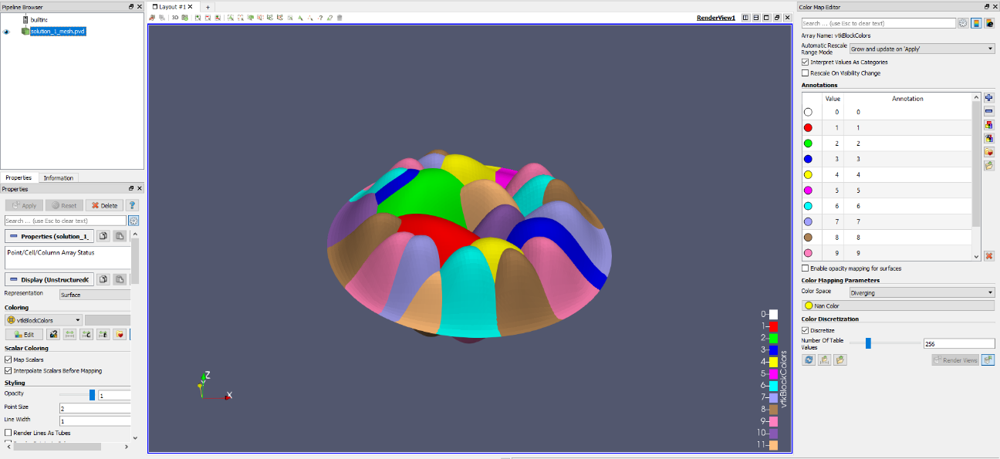 Pipeline Browser
builtin:
solution_1_mesh.pvd
Properties
Information
Properties
Apply
Reset
Delete
?
Search ... (use Esc to clear text)
Properties (solution_1_
Point/Cell/Column Array Status
Display (UnstructuredG
Representation
Surface
Coloring
vtkBlockColors
Edit
Scalar Coloring
Map Scalars
Interpolate Scalars Before Mapping
Styling
Opacity
1
Point Size
2
Line Width
1
Render Lines As Tubes
Layout #1
+
3D
RenderView1
Z
X
0
1
2
3
4
5
6
7
8
9
10
11
vtkBlockColors
Color Map Editor
Search ... (use Esc to clear text)
Array Name: vtkBlockColors
Automatic Rescale
Range Mode
Grow and update on 'Apply'
Interpret Values As Categories
Rescale On Visibility Change
Annotations
Value Annotation
0 0
1 1
2 2
3 3
4 4
5 5
6 6
7 7
8 8
9 9
Enable opacity mapping for surfaces
Color Mapping Parameters
Color Space
Diverging
Nan Color
Color Discretization
Discretize
Number Of Table
Values
256
Render Views